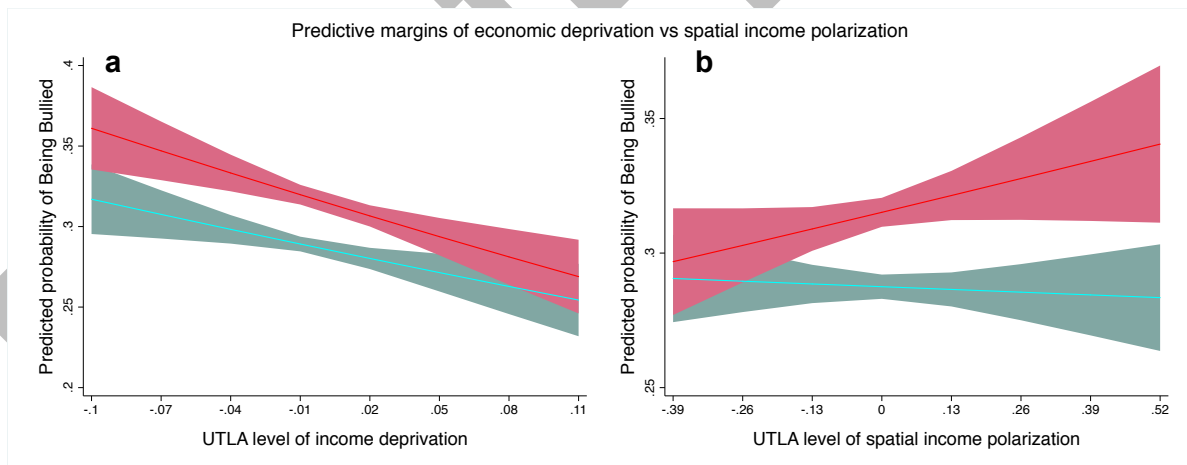 Predictive margins of economic deprivation vs spatial income polarization
a
Predicted probability of Being Bullied
.4
.35
.3
.25
.2
-.1 -.07 -.04 -.01 .02 .05 .08 .11
UTLA level of income deprivation
b
Predicted probability of Being Bullied
.35
.3
.25
-.39 -.26 -.13 0 .13 .26 .39 .52
UTLA level of spatial income polarization